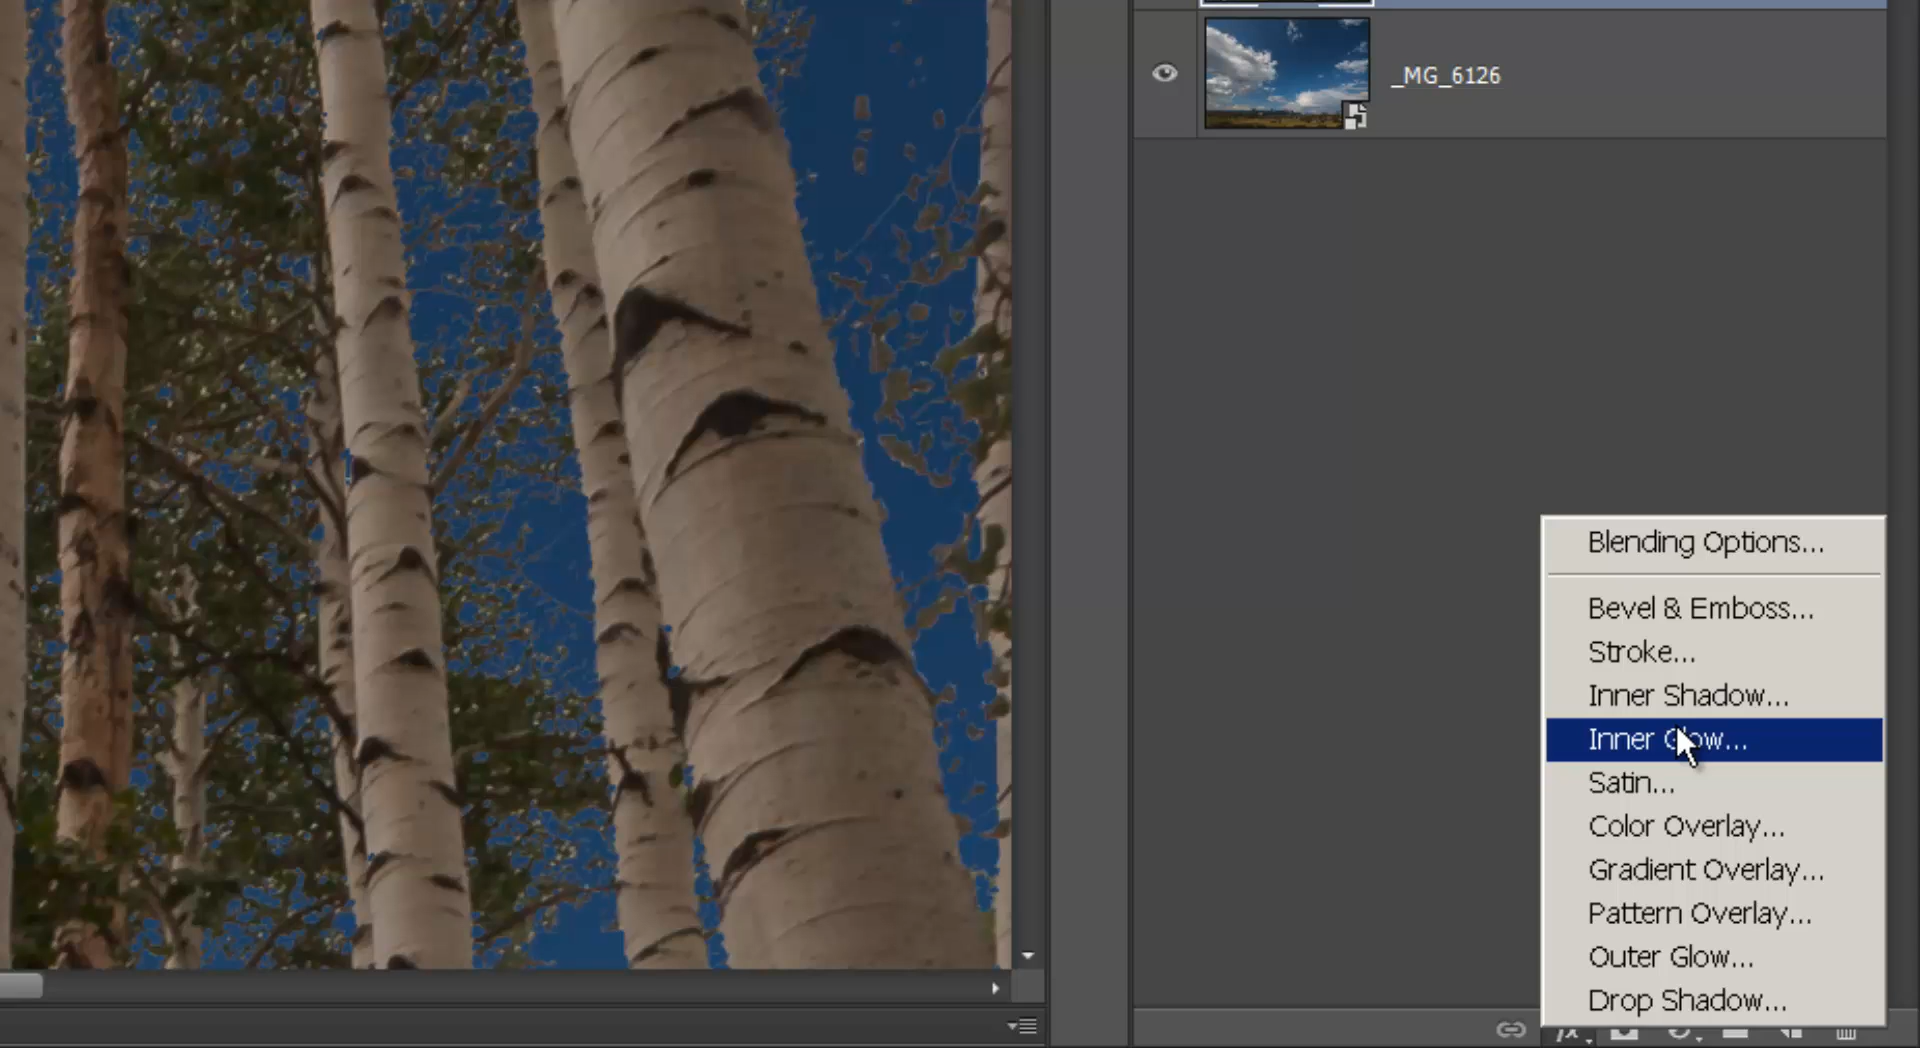 _MG_6126
Blending Options...
Bevel & Emboss...
Stroke...
Inner Shadow...
Inner Glow...
Satin...
Color Overlay...
Gradient Overlay...
Pattern Overlay...
Outer Glow...
Drop Shadow...
fx